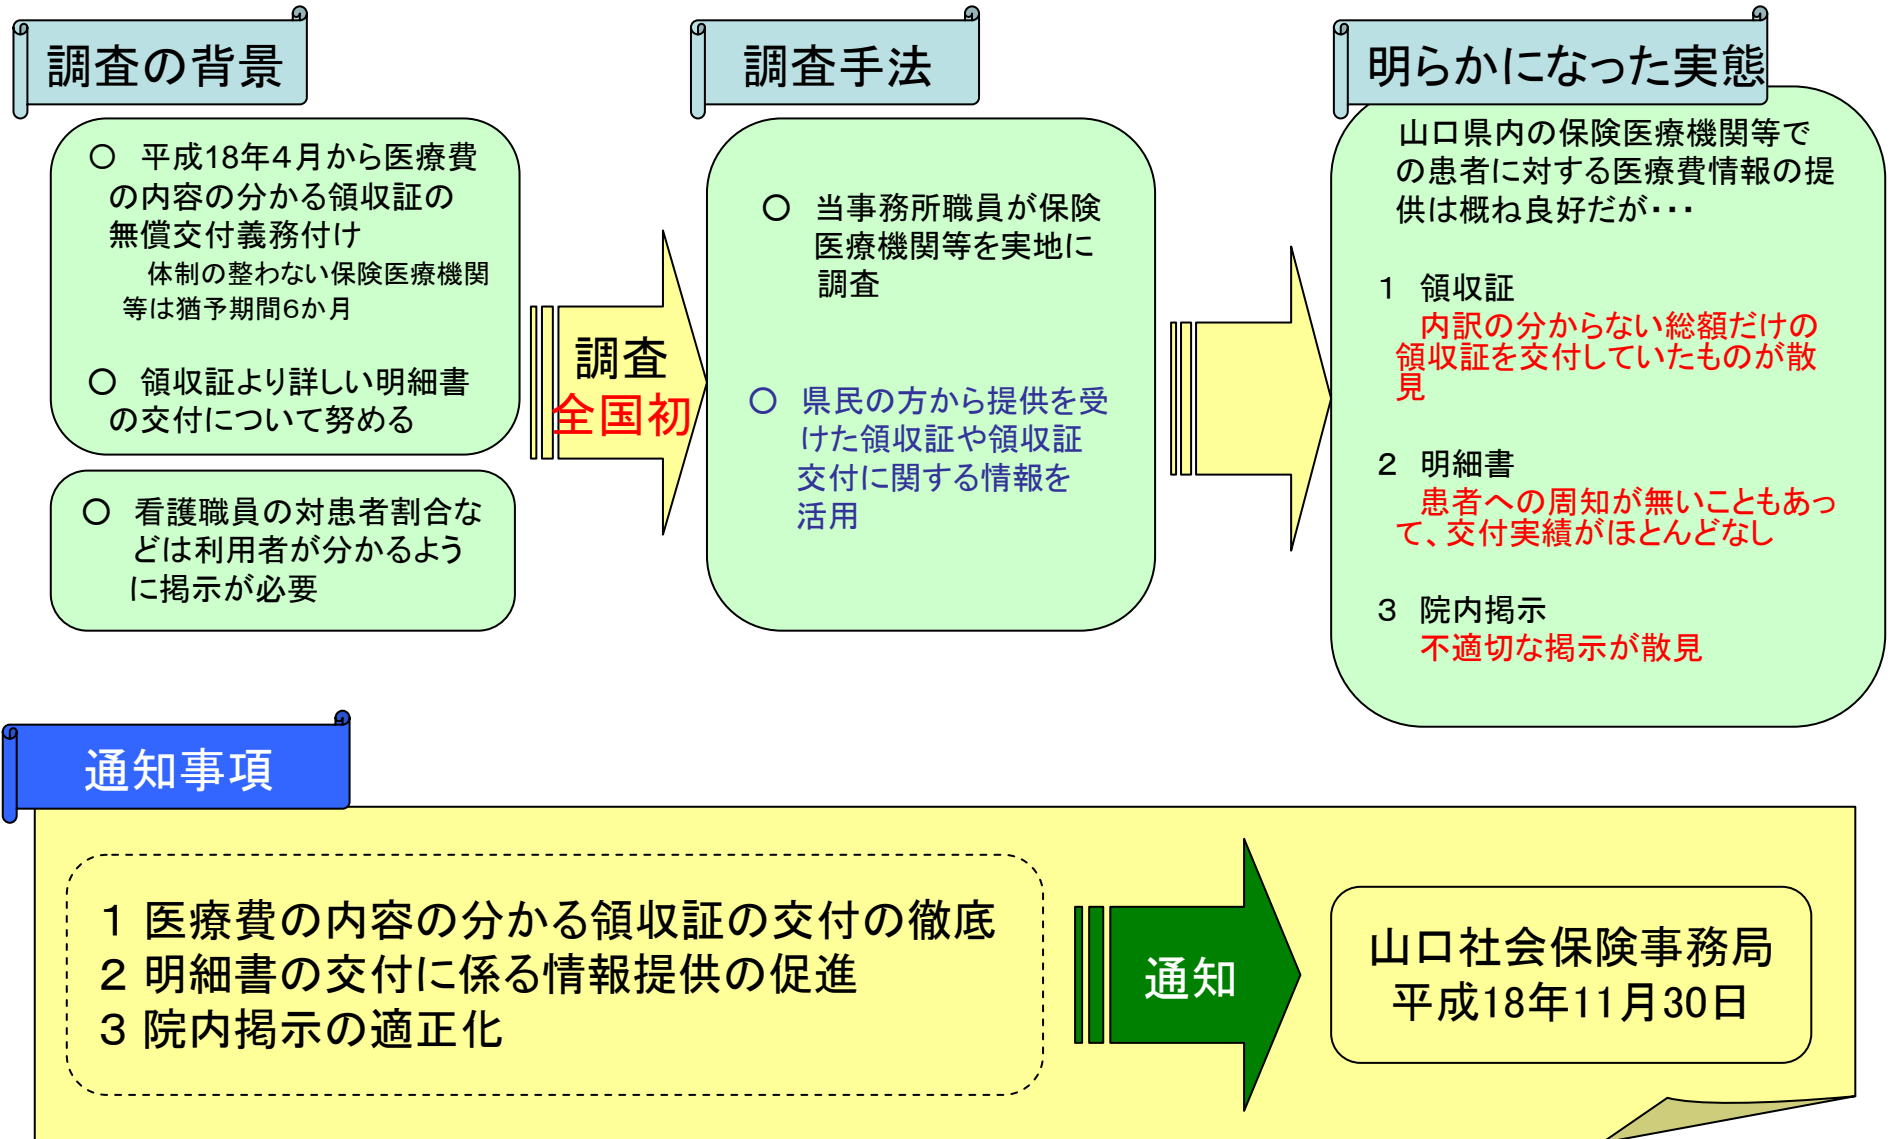 調査の背景
○ 平成18年4月から医療費
の内容の分かる領収証の
無償交付義務付け
体制の整わない保険医療機関
等は猶予期間6か月
○ 領収証より詳しい明細書
の交付について努める
○ 看護職員の対患者割合な
どは利用者が分かるよう
に掲示が必要
調査
全国初
調査手法
○ 当事務所職員が保険
医療機関等を実地に
調査
○ 県民の方から提供を受
けた領収証や領収証
交付に関する情報を
活用
明らかになった実態
山口県内の保険医療機関等で
の患者に対する医療費情報の提
供は概ね良好だが・・・
1 領収証
内訳の分からない総額だけの
領収証を交付していたものが散
見
2 明細書
患者への周知が無いこともあっ
て、交付実績がほとんどなし
3 院内掲示
不適切な掲示が散見
通知事項
1 医療費の内容の分かる領収証の交付の徹底
2 明細書の交付に係る情報提供の促進
3 院内掲示の適正化
通知
山口社会保険事務局
平成18年11月30日